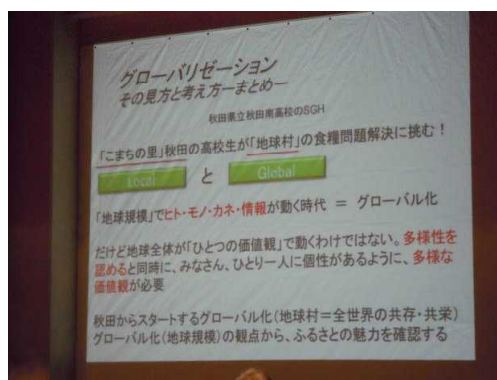 グローバリゼーション
その見方と考え方ーまとめー
秋田県立秋田南高校のSGH
「こまちの里」秋田の高校生が「地球村」の食糧問題解決に挑む!
Local と Global
「地球規模」でヒト・モノ・カネ・情報が動く時代 = グローバル化
だけど地球全体が「ひとつの価値観」で動くわけではない。多様性を
認めると同時に、みなさん、ひとり一人に個性があるように、多様な
価値観が必要
秋田からスタートするグローバル化(地球村=全世界の共存・共栄)
グローバル化(地球規模)の観点から、ふるさとの魅力を確認する